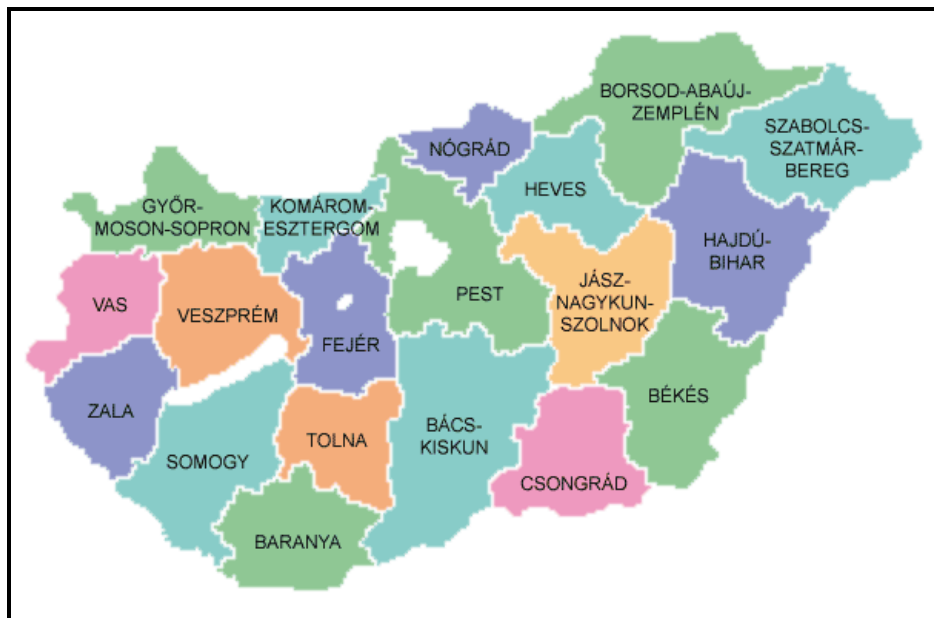 BORSOD-ABAÚJ-
ZEMPLÉN
SZABOLCS-
SZATMÁR-
BEREG
NÓGRÁD
HEVES
GYŐR-
MOSON-SOPRON
KOMÁROM-
ESZTERGOM
HAJDÚ-
BIHAR
PEST
JÁSZ-
NAGYKUN-
SZOLNOK
VAS
VESZPRÉM
FEJÉR
ZALA
SOMOGY
TOLNA
BÁCS-
KISKUN
BÉKÉS
CSONGRÁD
BARANYA